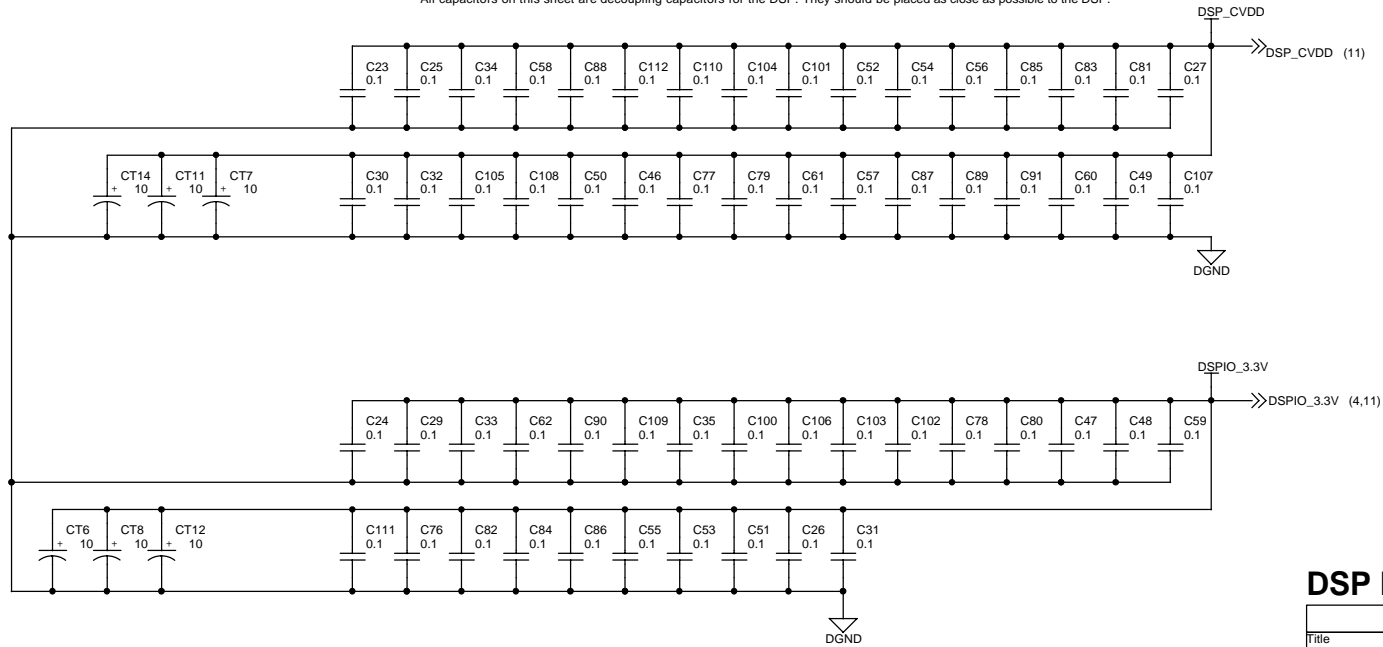 All capacitors on this sheet are decoupling capacitors for the DSP. They should be placed as close as possible to the DSP.
DSP_CVDD
DSP_CVDD (11)
C23 C25 C34 C58 C88 C112 C110 C104 C101 C52 C54 C56 C85 C83 C81 C27
0.1 0.1 0.1 0.1 0.1 0.1 0.1 0.1 0.1 0.1 0.1 0.1 0.1 0.1 0.1 0.1
CT14 CT11 CT7 C30 C32 C105 C108 C50 C46 C77 C79 C61 C57 C87 C89 C91 C60 C49 C107
+ 10 + 10 + 10 0.1 0.1 0.1 0.1 0.1 0.1 0.1 0.1 0.1 0.1 0.1 0.1 0.1 0.1 0.1 0.1
DGND
DSPIO_3.3V
DSPIO_3.3V (4,11)
C24 C29 C33 C62 C90 C109 C35 C100 C106 C103 C102 C78 C80 C47 C48 C59
0.1 0.1 0.1 0.1 0.1 0.1 0.1 0.1 0.1 0.1 0.1 0.1 0.1 0.1 0.1 0.1
CT6 CT8 CT12 C111 C76 C82 C84 C86 C55 C53 C51 C26 C31
+ 10 + 10 + 10 0.1 0.1 0.1 0.1 0.1 0.1 0.1 0.1 0.1 0.1
DGND
DSP
Title